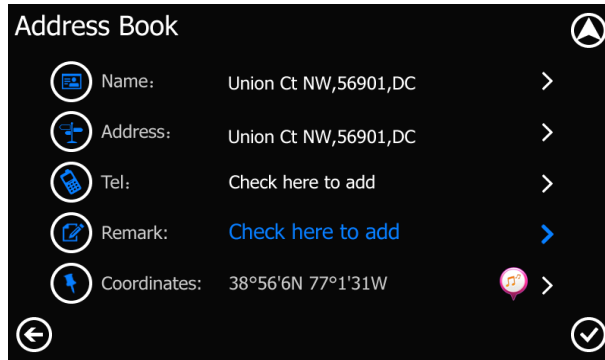 Address Book
Name： Union Ct NW,56901,DC
Address： Union Ct NW,56901,DC
Tel： Check here to add
Remark: Check here to add
Coordinates: 38°56'6N 77°1'31W